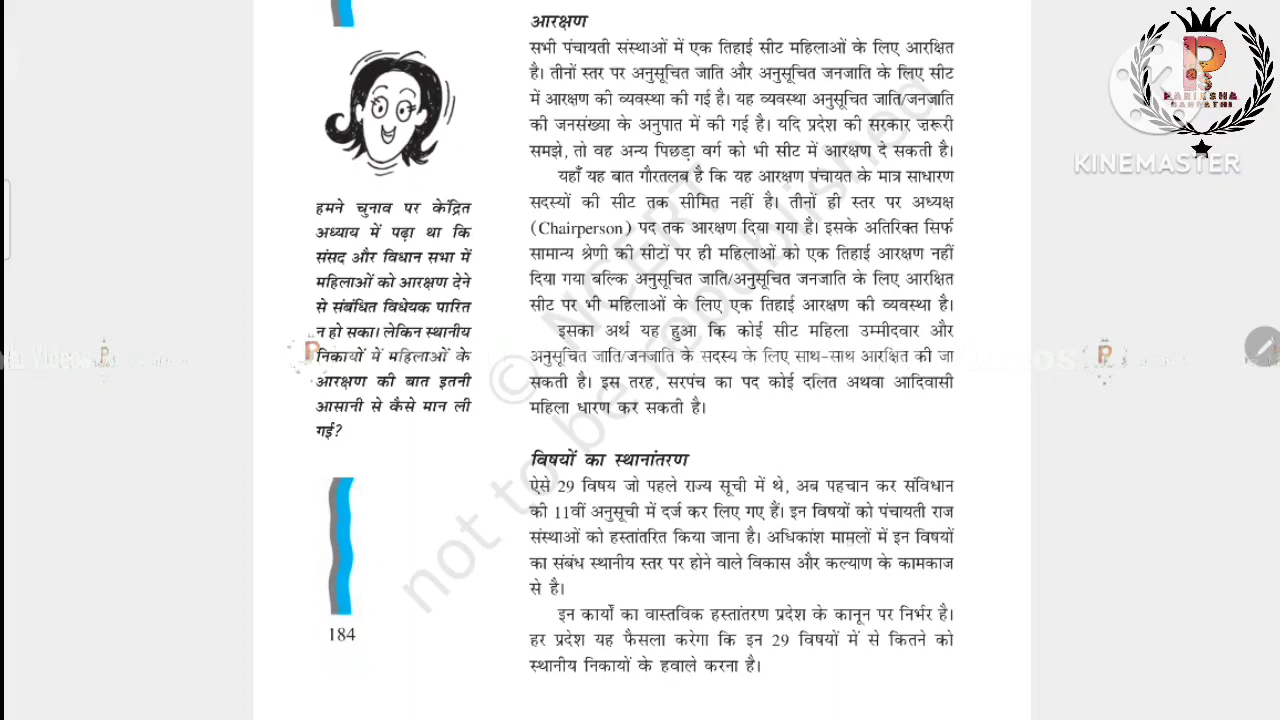 आरक्षण
सभी पंचायती संस्थाओं में एक तिहाई सीट महिलाओं के लिए आरक्षित
है। तीनों स्तर पर अनुसूचित जाति और अनुसूचित जनजाति के लिए सीट
में आरक्षण की व्यवस्था की गई है। यह व्यवस्था अनुसूचित जाति/जनजाति
की जनसंख्या के अनुपात में की गई है। यदि प्रदेश की सरकार ज़रूरी
समझे, तो वह अन्य पिछड़ा वर्ग को भी सीट में आरक्षण दे सकती है।
यहाँ यह बात गौरतलब है कि यह आरक्षण पंचायत के मात्र साधारण
सदस्यों की सीट तक सीमित नहीं है। तीनों ही स्तर पर अध्यक्ष
(Chairperson) पद तक आरक्षण दिया गया है। इसके अतिरिक्त सिर्फ
सामान्य श्रेणी की सीटों पर ही महिलाओं को एक तिहाई आरक्षण नहीं
दिया गया बल्कि अनुसूचित जाति/अनुसूचित जनजाति के लिए आरक्षित
सीट पर भी महिलाओं के लिए एक तिहाई आरक्षण की व्यवस्था है।
इसका अर्थ यह हुआ कि कोई सीट महिला उम्मीदवार और
अनुसूचित जाति/जनजाति के सदस्य के लिए साथ-साथ आरक्षित की जा
सकती है। इस तरह, सरपंच का पद कोई दलित अथवा आदिवासी
महिला धारण कर सकती है।
विषयों का स्थानांतरण
ऐसे 29 विषय जो पहले राज्य सूची में थे, अब पहचान कर संविधान
की 11वीं अनुसूची में दर्ज कर लिए गए हैं। इन विषयों को पंचायती राज
संस्थाओं को हस्तांतरित किया जाना है। अधिकांश मामलों में इन विषयों
का संबंध स्थानीय स्तर पर होने वाले विकास और कल्याण के कामकाज
से है।
इन कार्यों का वास्तविक हस्तांतरण प्रदेश के कानून पर निर्भर है।
हर प्रदेश यह फैसला करेगा कि इन 29 विषयों में से कितने को
स्थानीय निकायों के हवाले करना है।
हमने चुनाव पर केंद्रित
अध्याय में पढ़ा था कि
संसद और विधान सभा में
महिलाओं को आरक्षण देने
से संबंधित विधेयक पारित
न हो सका। लेकिन स्थानीय
निकायों में महिलाओं के
आरक्षण की बात इतनी
आसानी से कैसे मान ली
गई?
184
© NCERT
not to be republished
PARIKSHA
KINEMASTER
Videos